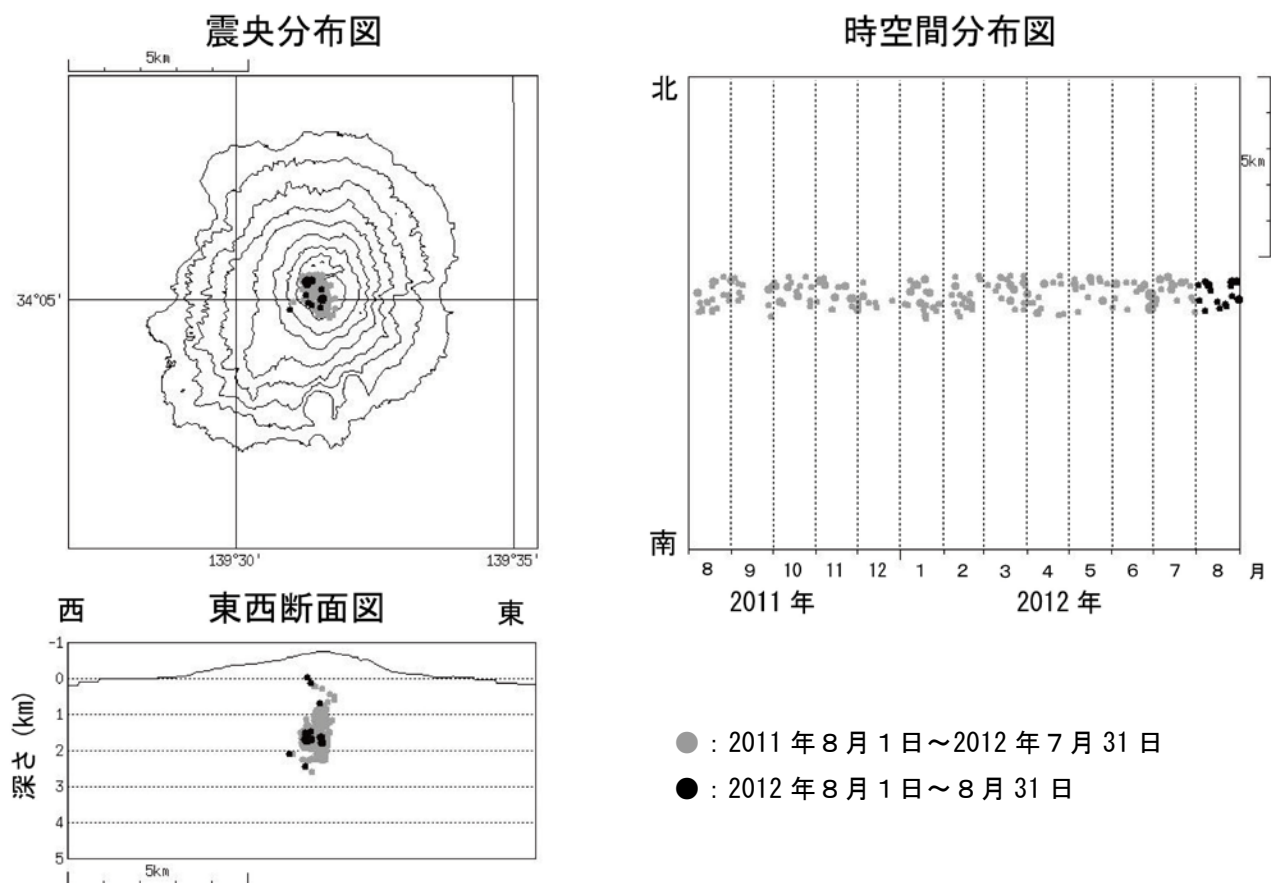 震央分布図
5km
34°05'
139°30'
139°35'
時空間分布図
北
南
5km
8 9 10 11 12 1 2 3 4 5 6 7 8 月
2011 年 2012 年
西 東西断面図 東
深さ (km)
-1
0
1
2
3
4
5
5km
● : 2011 年 8 月 1 日～2012 年 7 月 31 日
● : 2012 年 8 月 1 日～ 8 月 31 日